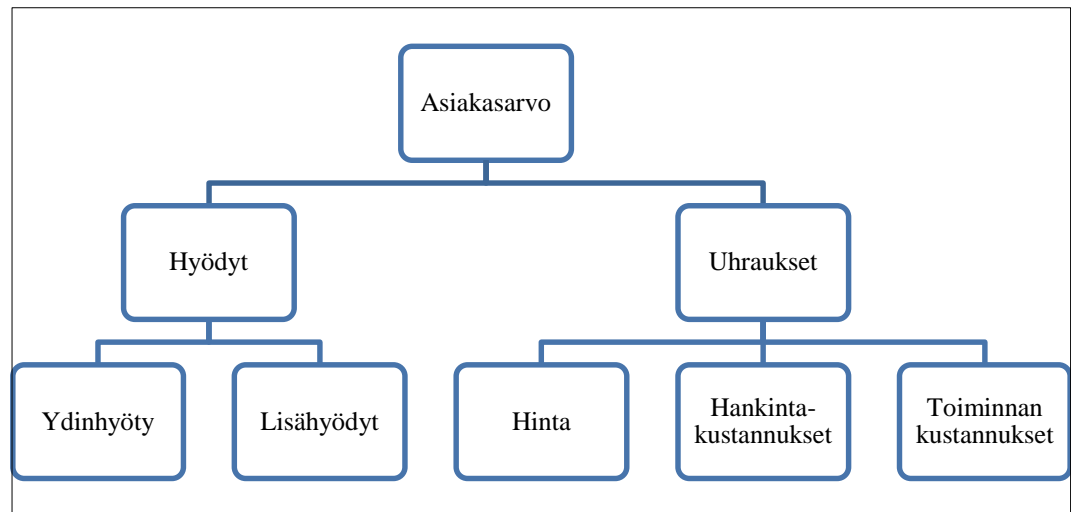 Asiakasarvo
Hyödyt
Uhraukset
Ydinhyöty
Lisähyödyt
Hinta
Hankinta-
kustannukset
Toiminnan
kustannukset